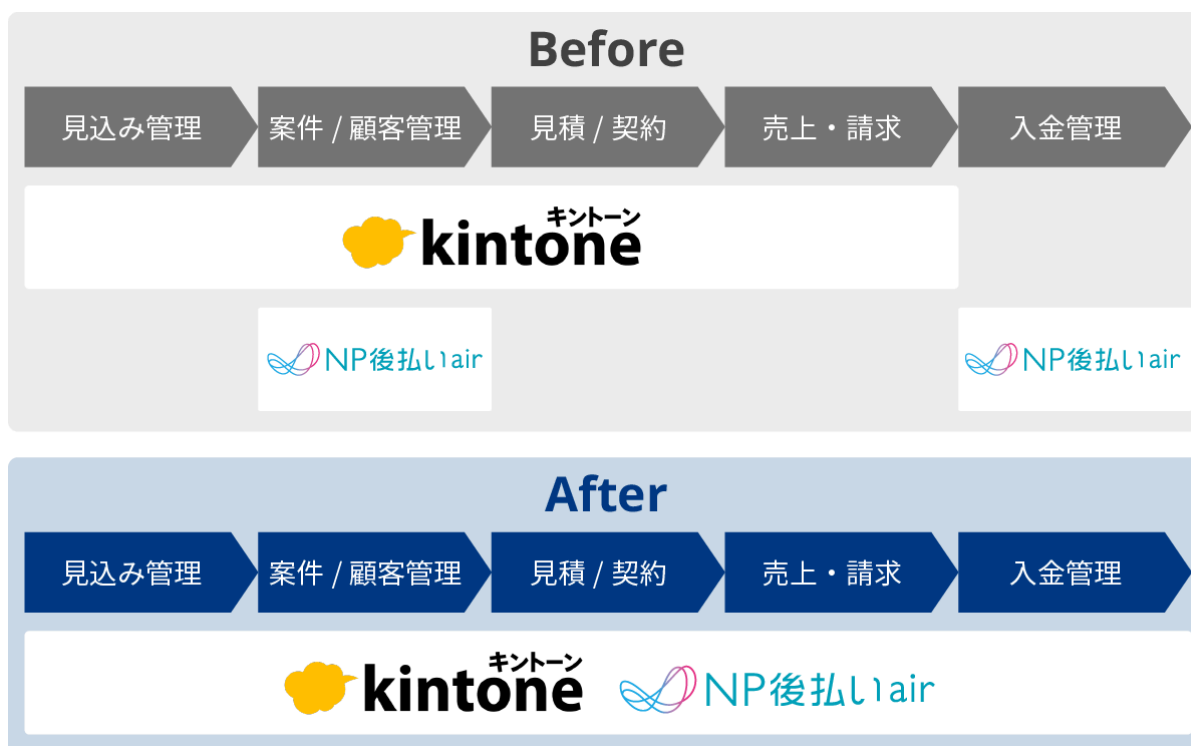 Before
見込み管理
案件 / 顧客管理
見積 / 契約
売上・請求
入金管理
キントーン
kintone
NP後払いair
NP後払いair
After
見込み管理
案件 / 顧客管理
見積 / 契約
売上・請求
入金管理
キントーン
kintone
NP後払いair